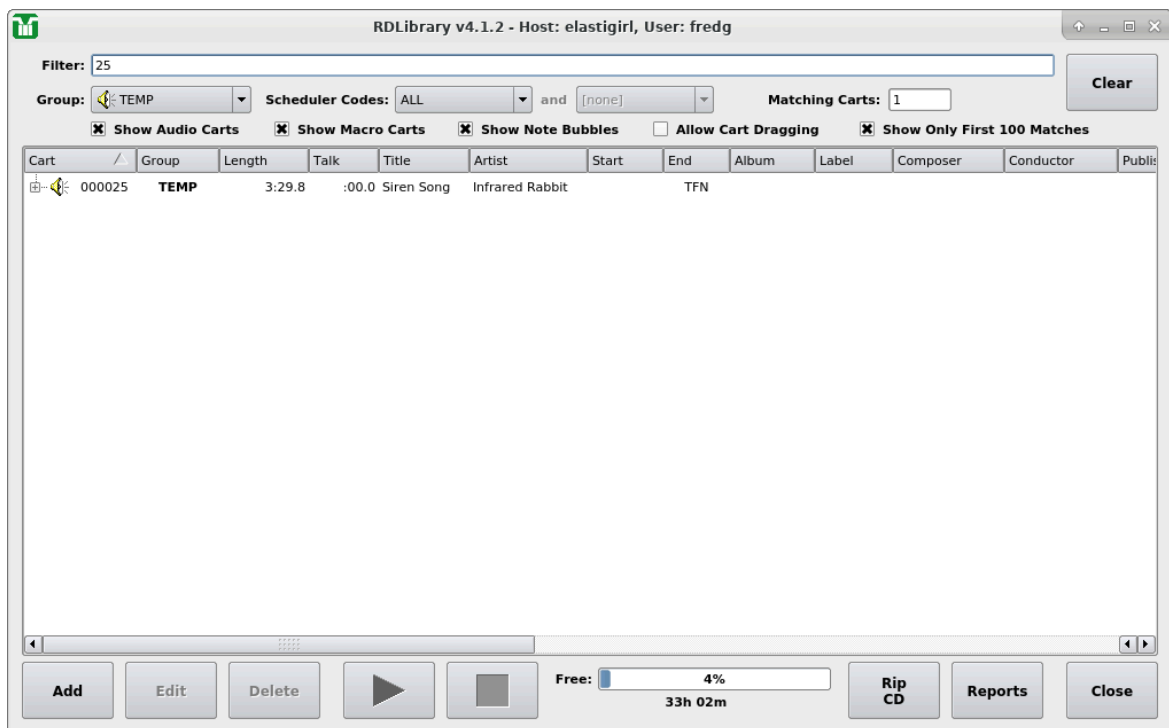 RDLibrary v4.1.2 - Host: elastigirl, User: fredg
Filter: 25
Clear
Group: TEMP Scheduler Codes: ALL and [none] Matching Carts: 1
Show Audio Carts Show Macro Carts Show Note Bubbles Allow Cart Dragging Show Only First 100 Matches
Cart Group Length Talk Title Artist Start End Album Label Composer Conductor Publis
000025 TEMP 3:29.8 :00.0 Siren Song Infrared Rabbit TFN
Add Edit Delete Free: 4% Rip CD Reports Close
33h 02m